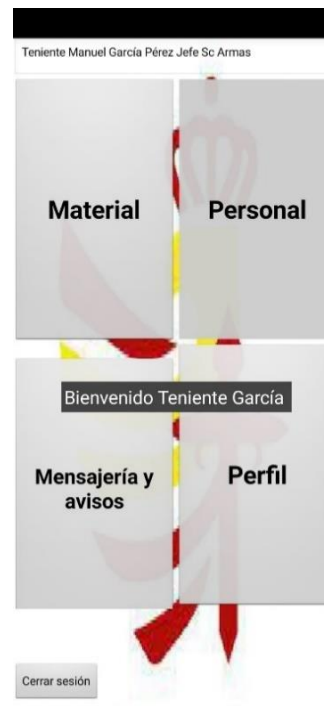 Teniente Manuel García Pérez Jefe Sc Armas
Material
Personal
Bienvenido Teniente García
Mensajería y
avisos
Perfil
Cerrar sesión